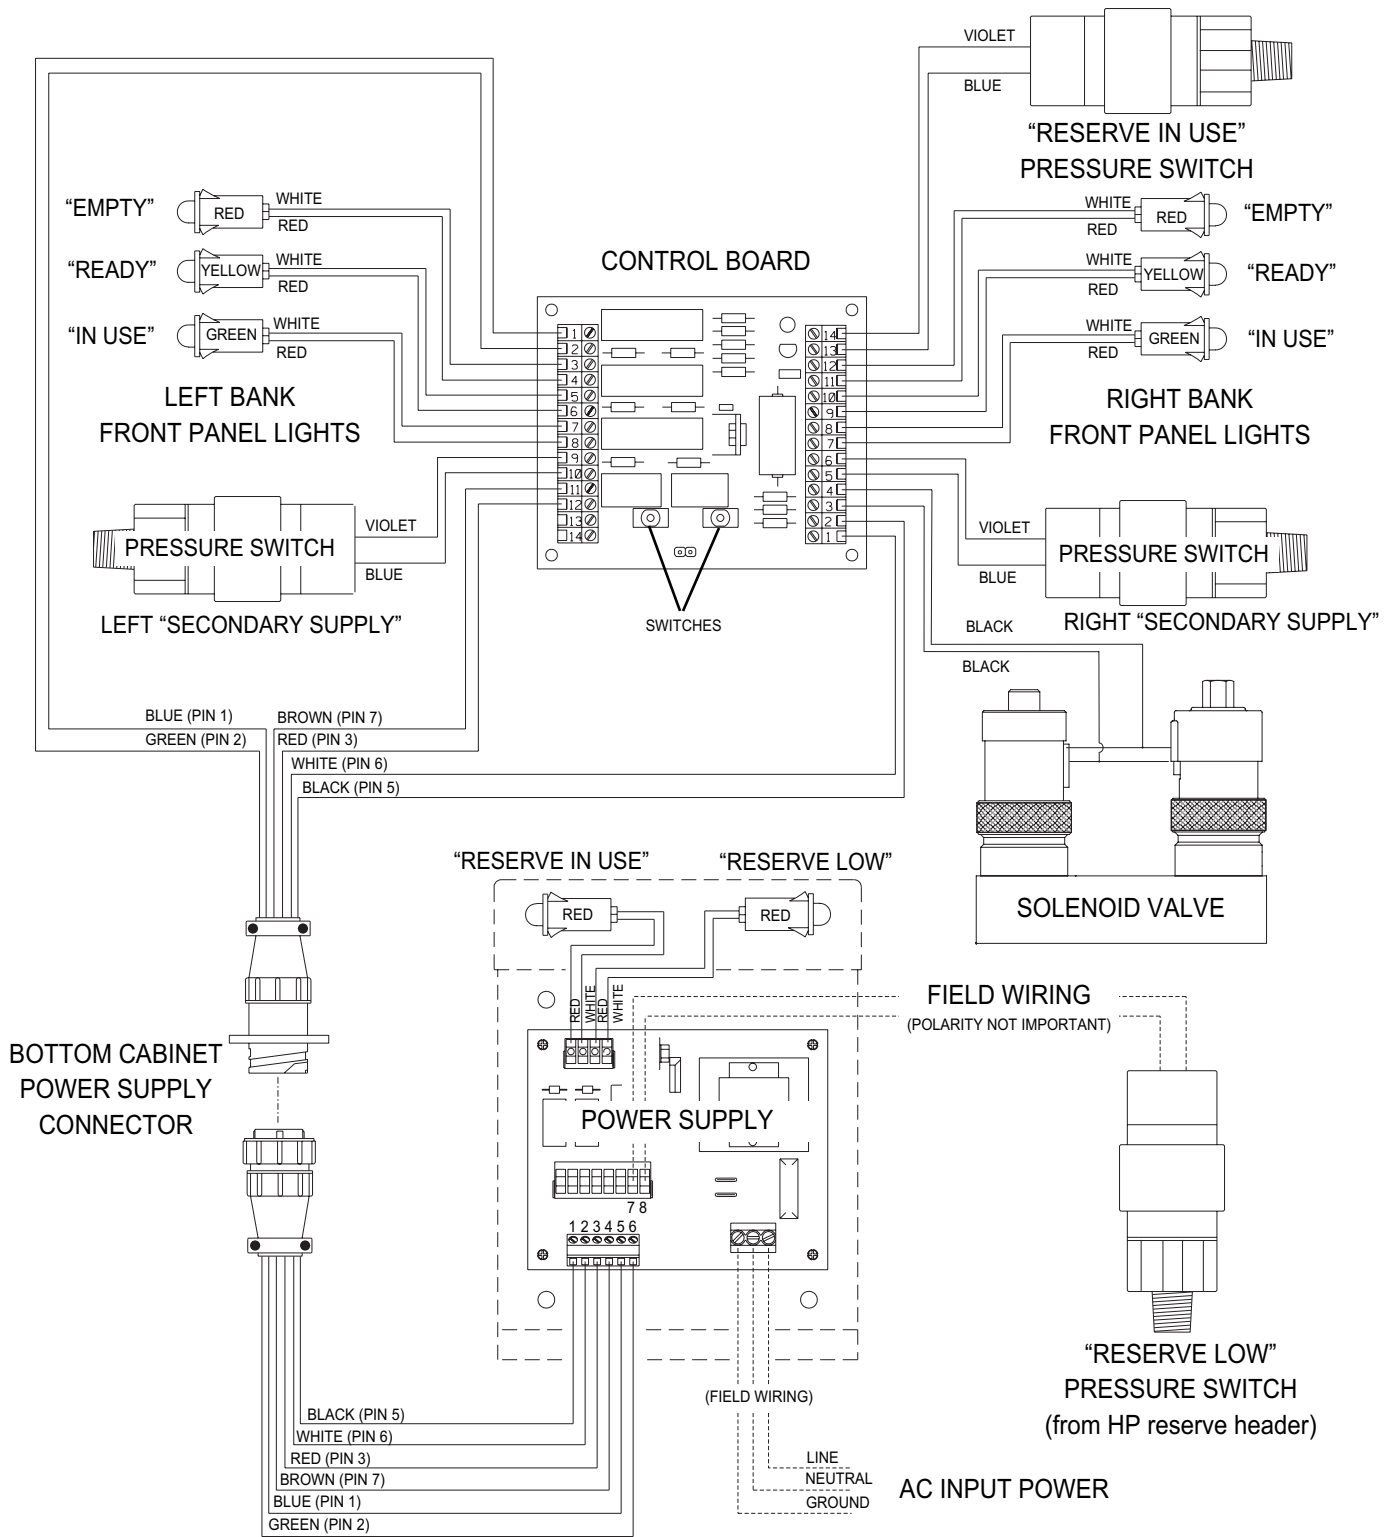 VIOLET
BLUE
“RESERVE IN USE”
PRESSURE SWITCH
“EMPTY”
RED
WHITE
RED
“READY”
YELLOW
WHITE
RED
“IN USE”
GREEN
WHITE
RED
LEFT BANK
FRONT PANEL LIGHTS
CONTROL BOARD
WHITE
RED
RED
“EMPTY”
WHITE
RED
YELLOW
“READY”
WHITE
RED
GREEN
“IN USE”
RIGHT BANK
FRONT PANEL LIGHTS
1
2
3
4
5
6
7
8
9
10
11
12
13
14
14
13
12
11
10
9
8
7
6
5
4
3
2
1
VIOLET
PRESSURE SWITCH
BLUE
LEFT “SECONDARY SUPPLY”
SWITCHES
VIOLET
PRESSURE SWITCH
BLUE
RIGHT “SECONDARY SUPPLY”
BLACK
BLACK
SOLENOID VALVE
BLUE (PIN 1)
GREEN (PIN 2)
BROWN (PIN 7)
RED (PIN 3)
WHITE (PIN 6)
BLACK (PIN 5)
“RESERVE IN USE”
“RESERVE LOW”
RED
RED
RED
WHITE
RED
WHITE
FIELD WIRING
(POLARITY NOT IMPORTANT)
BOTTOM CABINET
POWER SUPPLY
CONNECTOR
POWER SUPPLY
7 8
1 2 3 4 5 6
“RESERVE LOW”
PRESSURE SWITCH
(from HP reserve header)
(FIELD WIRING)
BLACK (PIN 5)
WHITE (PIN 6)
RED (PIN 3)
BROWN (PIN 7)
BLUE (PIN 1)
GREEN (PIN 2)
LINE
NEUTRAL
GROUND
AC INPUT POWER